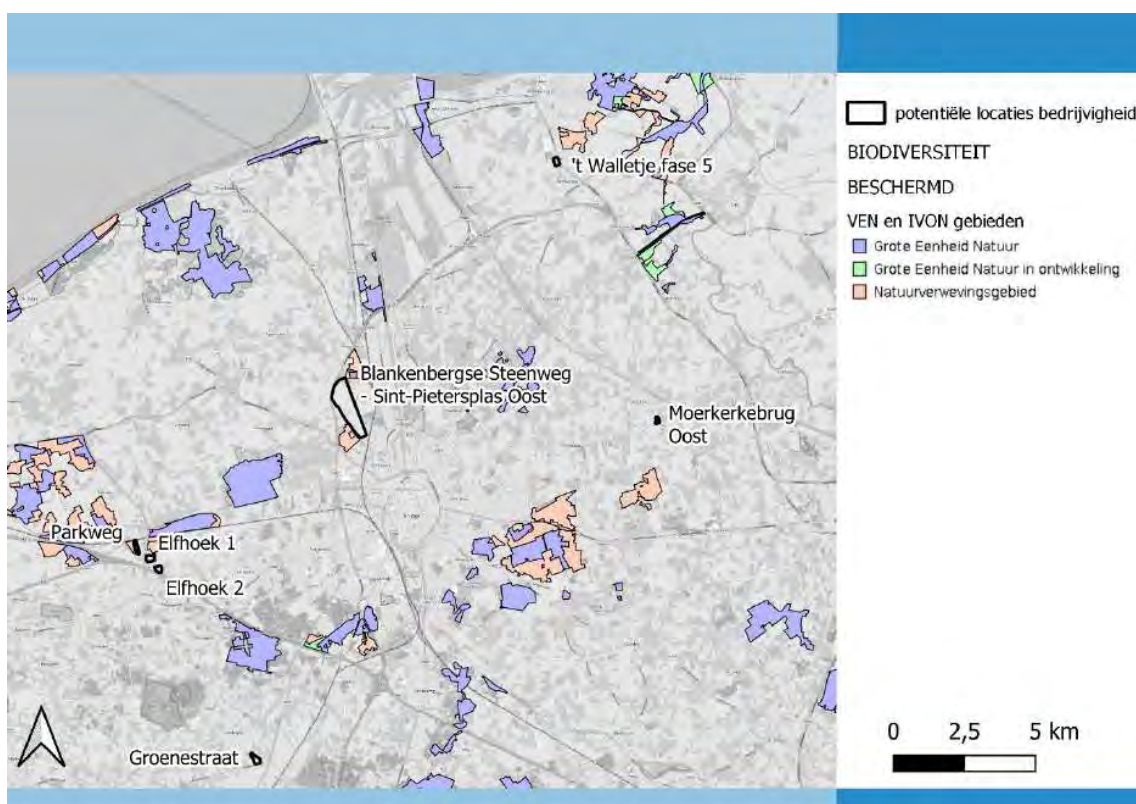 potentiële locaties bedrijvigheid
BIODIVERSITEIT
BESCHERMD
VEN en IVON gebieden
Grote Eenheid Natuur
Grote Eenheid Natuur in ontwikkeling
Natuurverwevingsgebied
't Walletje fase 5
Blankenbergse Steenweg
- Sint-Pietersplas Oost
Moerkerkebrug
Oost
Parkweg
Elfhoek 1
Elfhoek 2
Groenestraat
0 2,5 5 km